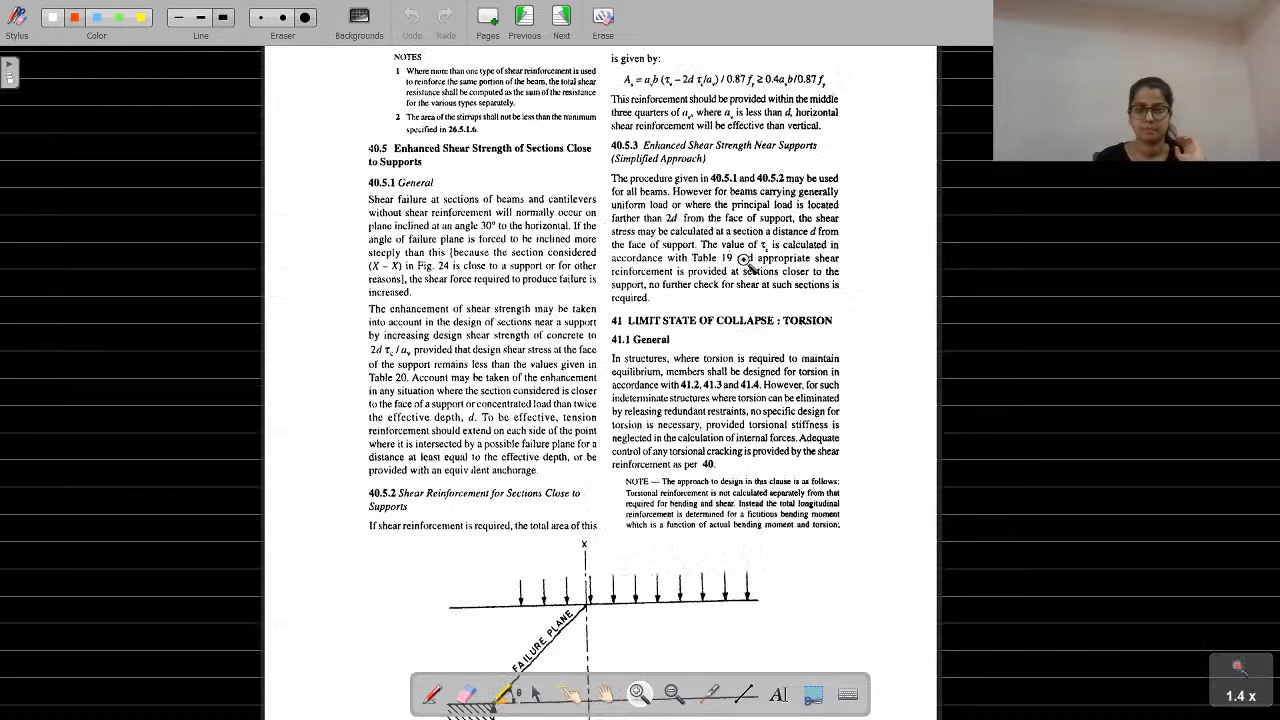 Stylus
Color
Line
Eraser
Backgrounds
Undo
Redo
Pages
Previous
Next
Erase
NOTES
1 Where more than one type of shear reinforcement is used
to reinforce the same portion of the beam, the total shear
resistance shall be computed as the sum of the resistance
for the various types separately.
2 The area of the stirrups shall not be less than the minimum
specified in 26.5.1.6.
40.5 Enhanced Shear Strength of Sections Close
to Supports
40.5.1 General
Shear failure at sections of beams and cantilevers
without shear reinforcement will normally occur on
plane inclined at an angle 30° to the horizontal. If the
angle of failure plane is forced to be inclined more
steeply than this [because the section considered
(X – X) in Fig. 24 is close to a support or for other
reasons], the shear force required to produce failure is
increased.
The enhancement of shear strength may be taken
into account in the design of sections near a support
by increasing design shear strength of concrete to
2d τc / av provided that design shear stress at the face
of the support remains less than the values given in
Table 20. Account may be taken of the enhancement
in any situation where the section considered is closer
to the face of a support or concentrated load than twice
the effective depth, d. To be effective, tension
reinforcement should extend on each side of the point
where it is intersected by a possible failure plane for a
distance at least equal to the effective depth, or be
provided with an equivalent anchorage.
40.5.2 Shear Reinforcement for Sections Close to
Supports
If shear reinforcement is required, the total area of this
is given by:
As = avb (τv – 2d τc/av) / 0.87 fy ≥ 0.4avb/0.87 fy
This reinforcement should be provided within the middle
three quarters of av, where av is less than d, horizontal
shear reinforcement will be effective than vertical.
40.5.3 Enhanced Shear Strength Near Supports
(Simplified Approach)
The procedure given in 40.5.1 and 40.5.2 may be used
for all beams. However for beams carrying generally
uniform load or where the principal load is located
farther than 2d from the face of support, the shear
stress may be calculated at a section a distance d from
the face of support. The value of τc is calculated in
accordance with Table 19 appropriate shear
reinforcement is provided at sections closer to the
support, no further check for shear at such sections is
required.
41 LIMIT STATE OF COLLAPSE : TORSION
41.1 General
In structures, where torsion is required to maintain
equilibrium, members shall be designed for torsion in
accordance with 41.2, 41.3 and 41.4. However, for such
indeterminate structures where torsion can be eliminated
by releasing redundant restraints, no specific design for
torsion is necessary, provided torsional stiffness is
neglected in the calculation of internal forces. Adequate
control of any torsional cracking is provided by the shear
reinforcement as per 40.
NOTE — The approach to design in this clause is as follows:
Torsional reinforcement is not calculated separately from that
required for bending and shear. Instead the total longitudinal
reinforcement is determined for a fictitious bending moment
which is a function of actual bending moment and torsion;
X
FAILURE PLANE
θ
AI
1.4 x